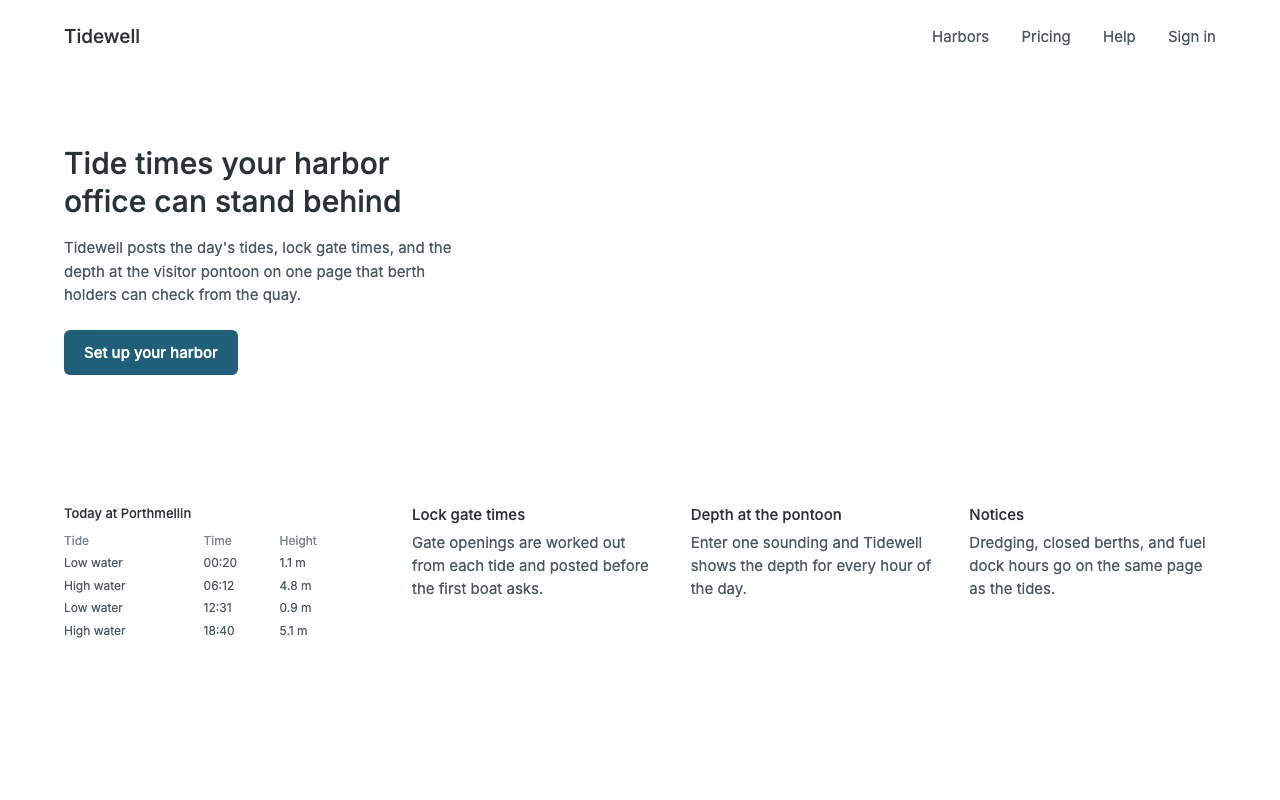 Tidewell
Harbors Pricing Help Sign in
Tide times your harbor
office can stand behind
Tidewell posts the day's tides, lock gate times, and the
depth at the visitor pontoon on one page that berth
holders can check from the quay.
Set up your harbor
Today at Porthmellin
Tide Time Height
Low water 00:20 1.1 m
High water 06:12 4.8 m
Low water 12:31 0.9 m
High water 18:40 5.1 m
Lock gate times
Gate openings are worked out
from each tide and posted before
the first boat asks.
Depth at the pontoon
Enter one sounding and Tidewell
shows the depth for every hour of
the day.
Notices
Dredging, closed berths, and fuel
dock hours go on the same page
as the tides.